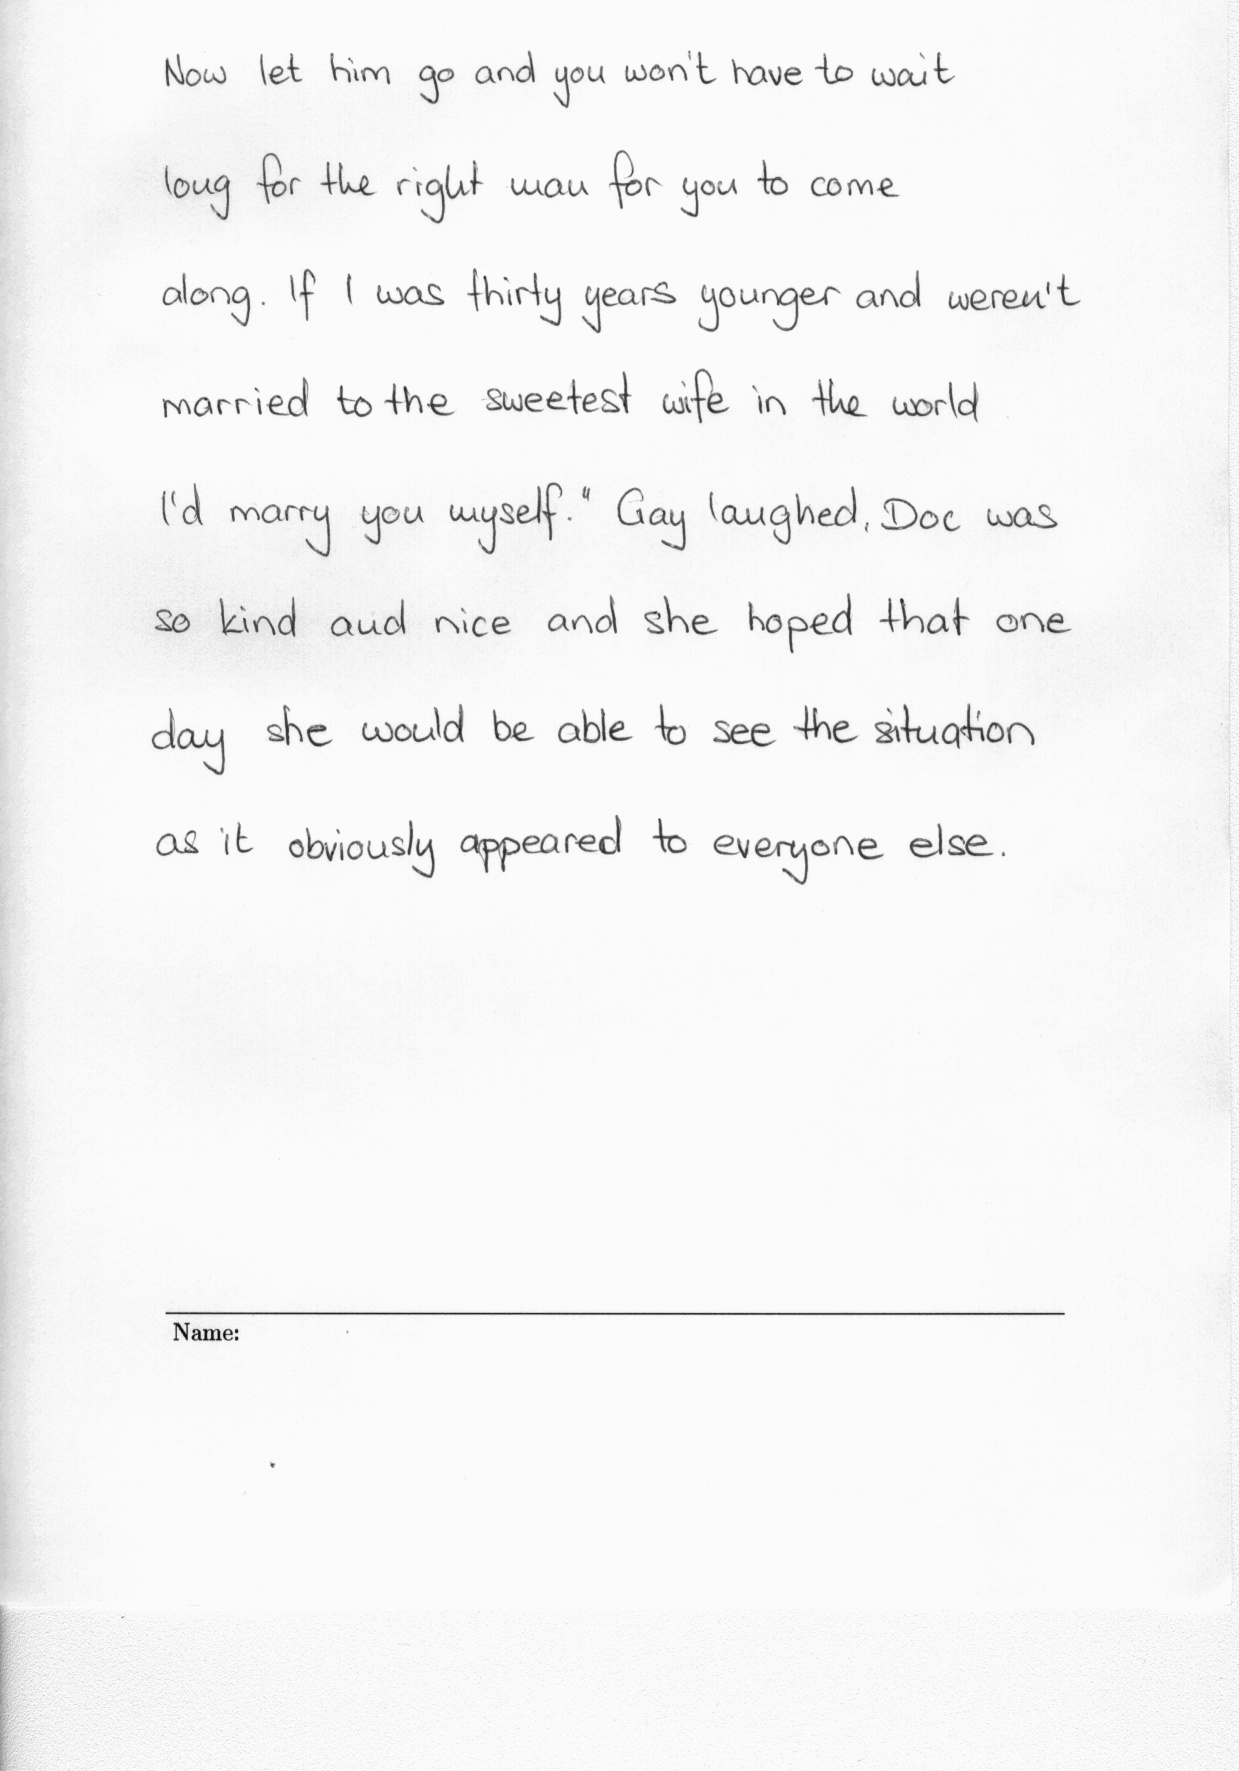 Now let him go and you won't have to wait
long for the right man for you to come
along. If I was thirty years younger and weren't
married to the sweetest wife in the world
I'd marry you myself." Gay laughed, Doc was
so kind and nice and she hoped that one
day she would be able to see the situation
as it obviously appeared to everyone else.
Name: